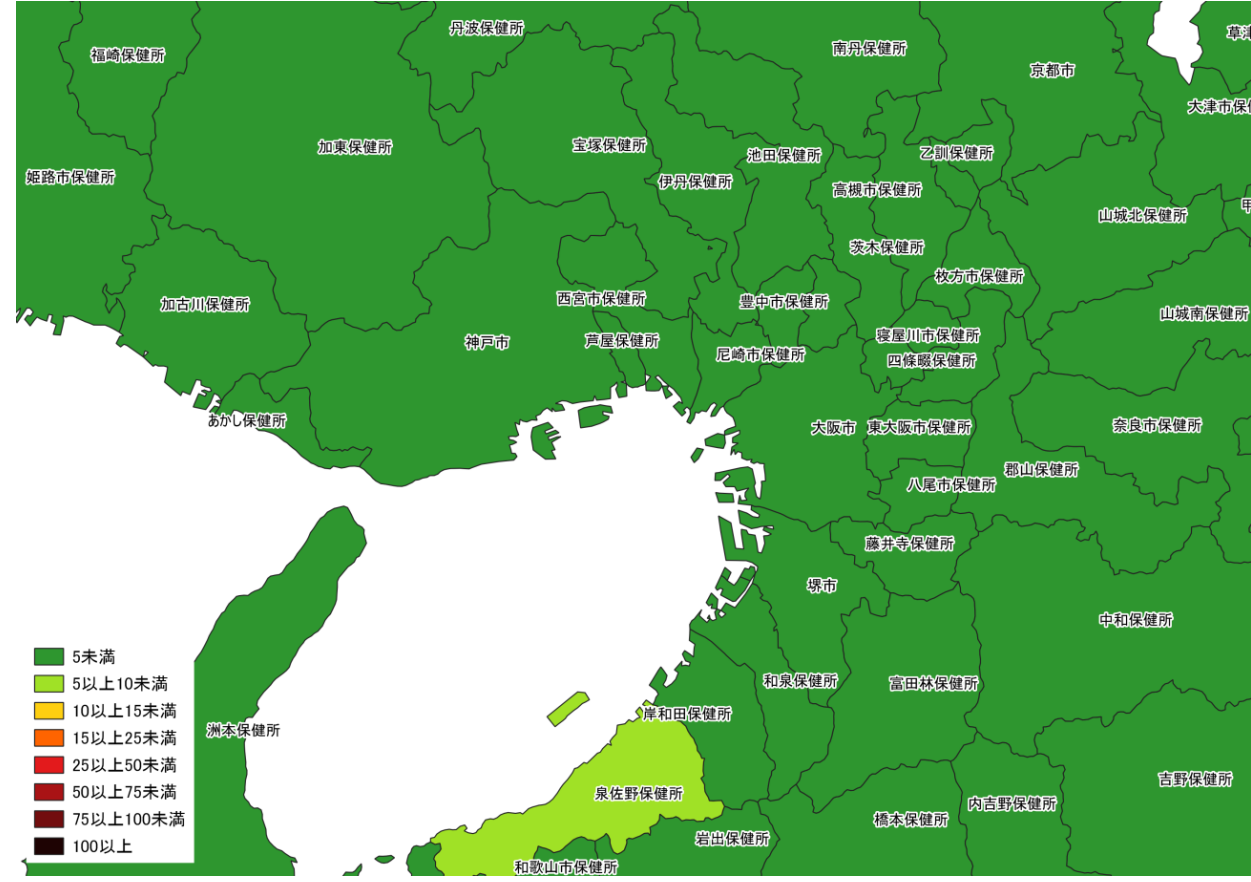 丹波保健所
草津
福崎保健所
南丹保健所
京都市
大津市保健
加東保健所
宝塚保健所
池田保健所
乙訓保健所
姫路市保健所
伊丹保健所
高槻市保健所
山城北保健所
甲
茨木保健所
枚方市保健所
加古川保健所
西宮市保健所
豊中市保健所
山城南保健所
神戸市
芦屋保健所
尼崎市保健所
寝屋川市保健所
四條畷保健所
あかし保健所
大阪市
東大阪市保健所
奈良市保健所
郡山保健所
八尾市保健所
藤井寺保健所
堺市
中和保健所
和泉保健所
富田林保健所
岸和田保健所
洲本保健所
泉佐野保健所
吉野保健所
内吉野保健所
橋本保健所
岩出保健所
和歌山市保健所
5未満
5以上10未満
10以上15未満
15以上25未満
25以上50未満
50以上75未満
75以上100未満
100以上